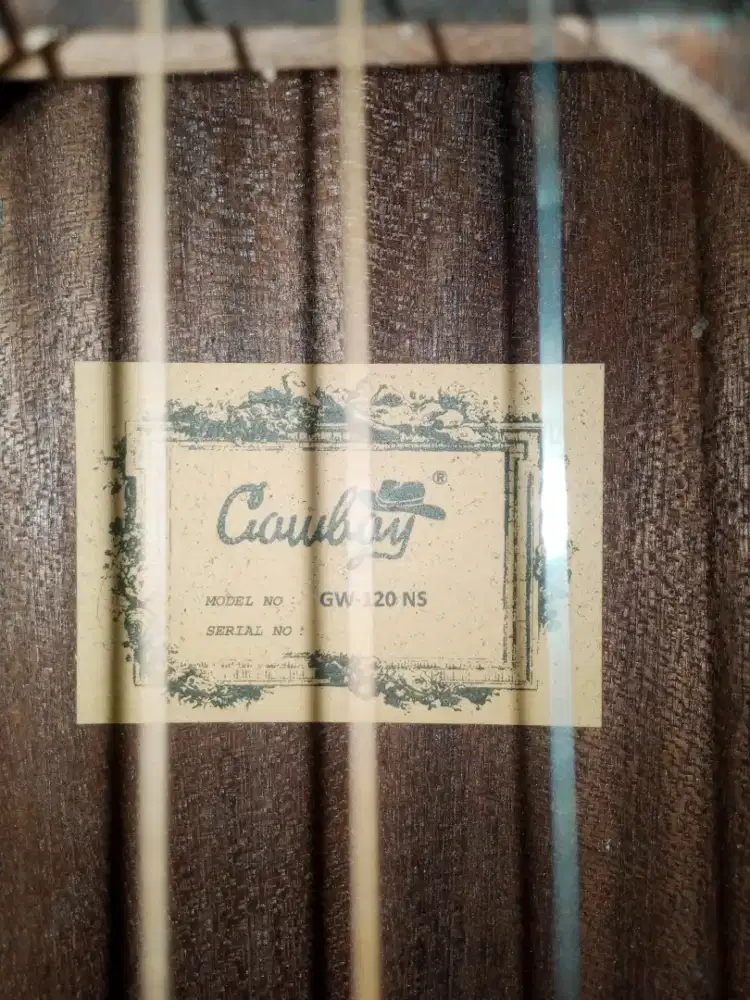 Cowboy ®
MODEL NO : GW-120 NS
SERIAL NO :